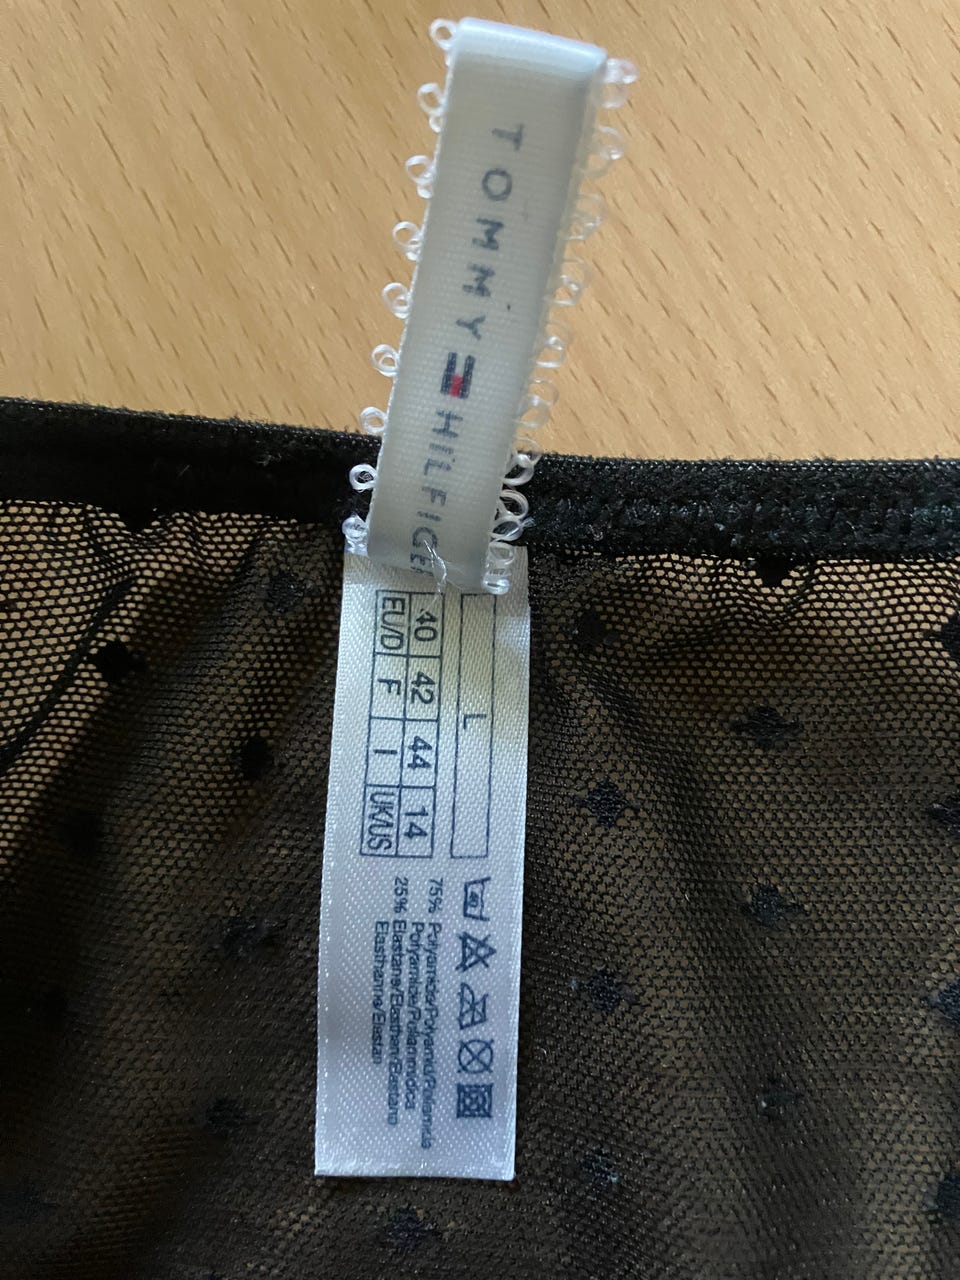 TOMMY HILFIGER
L
40 42 44 14
EU/D F I UK/US
75% Polyamide/Polyamid/Poliamida
Polyamide/Poliammidica
25% Elastane/Elasthan/Elastano
Elasthanne/Elastan